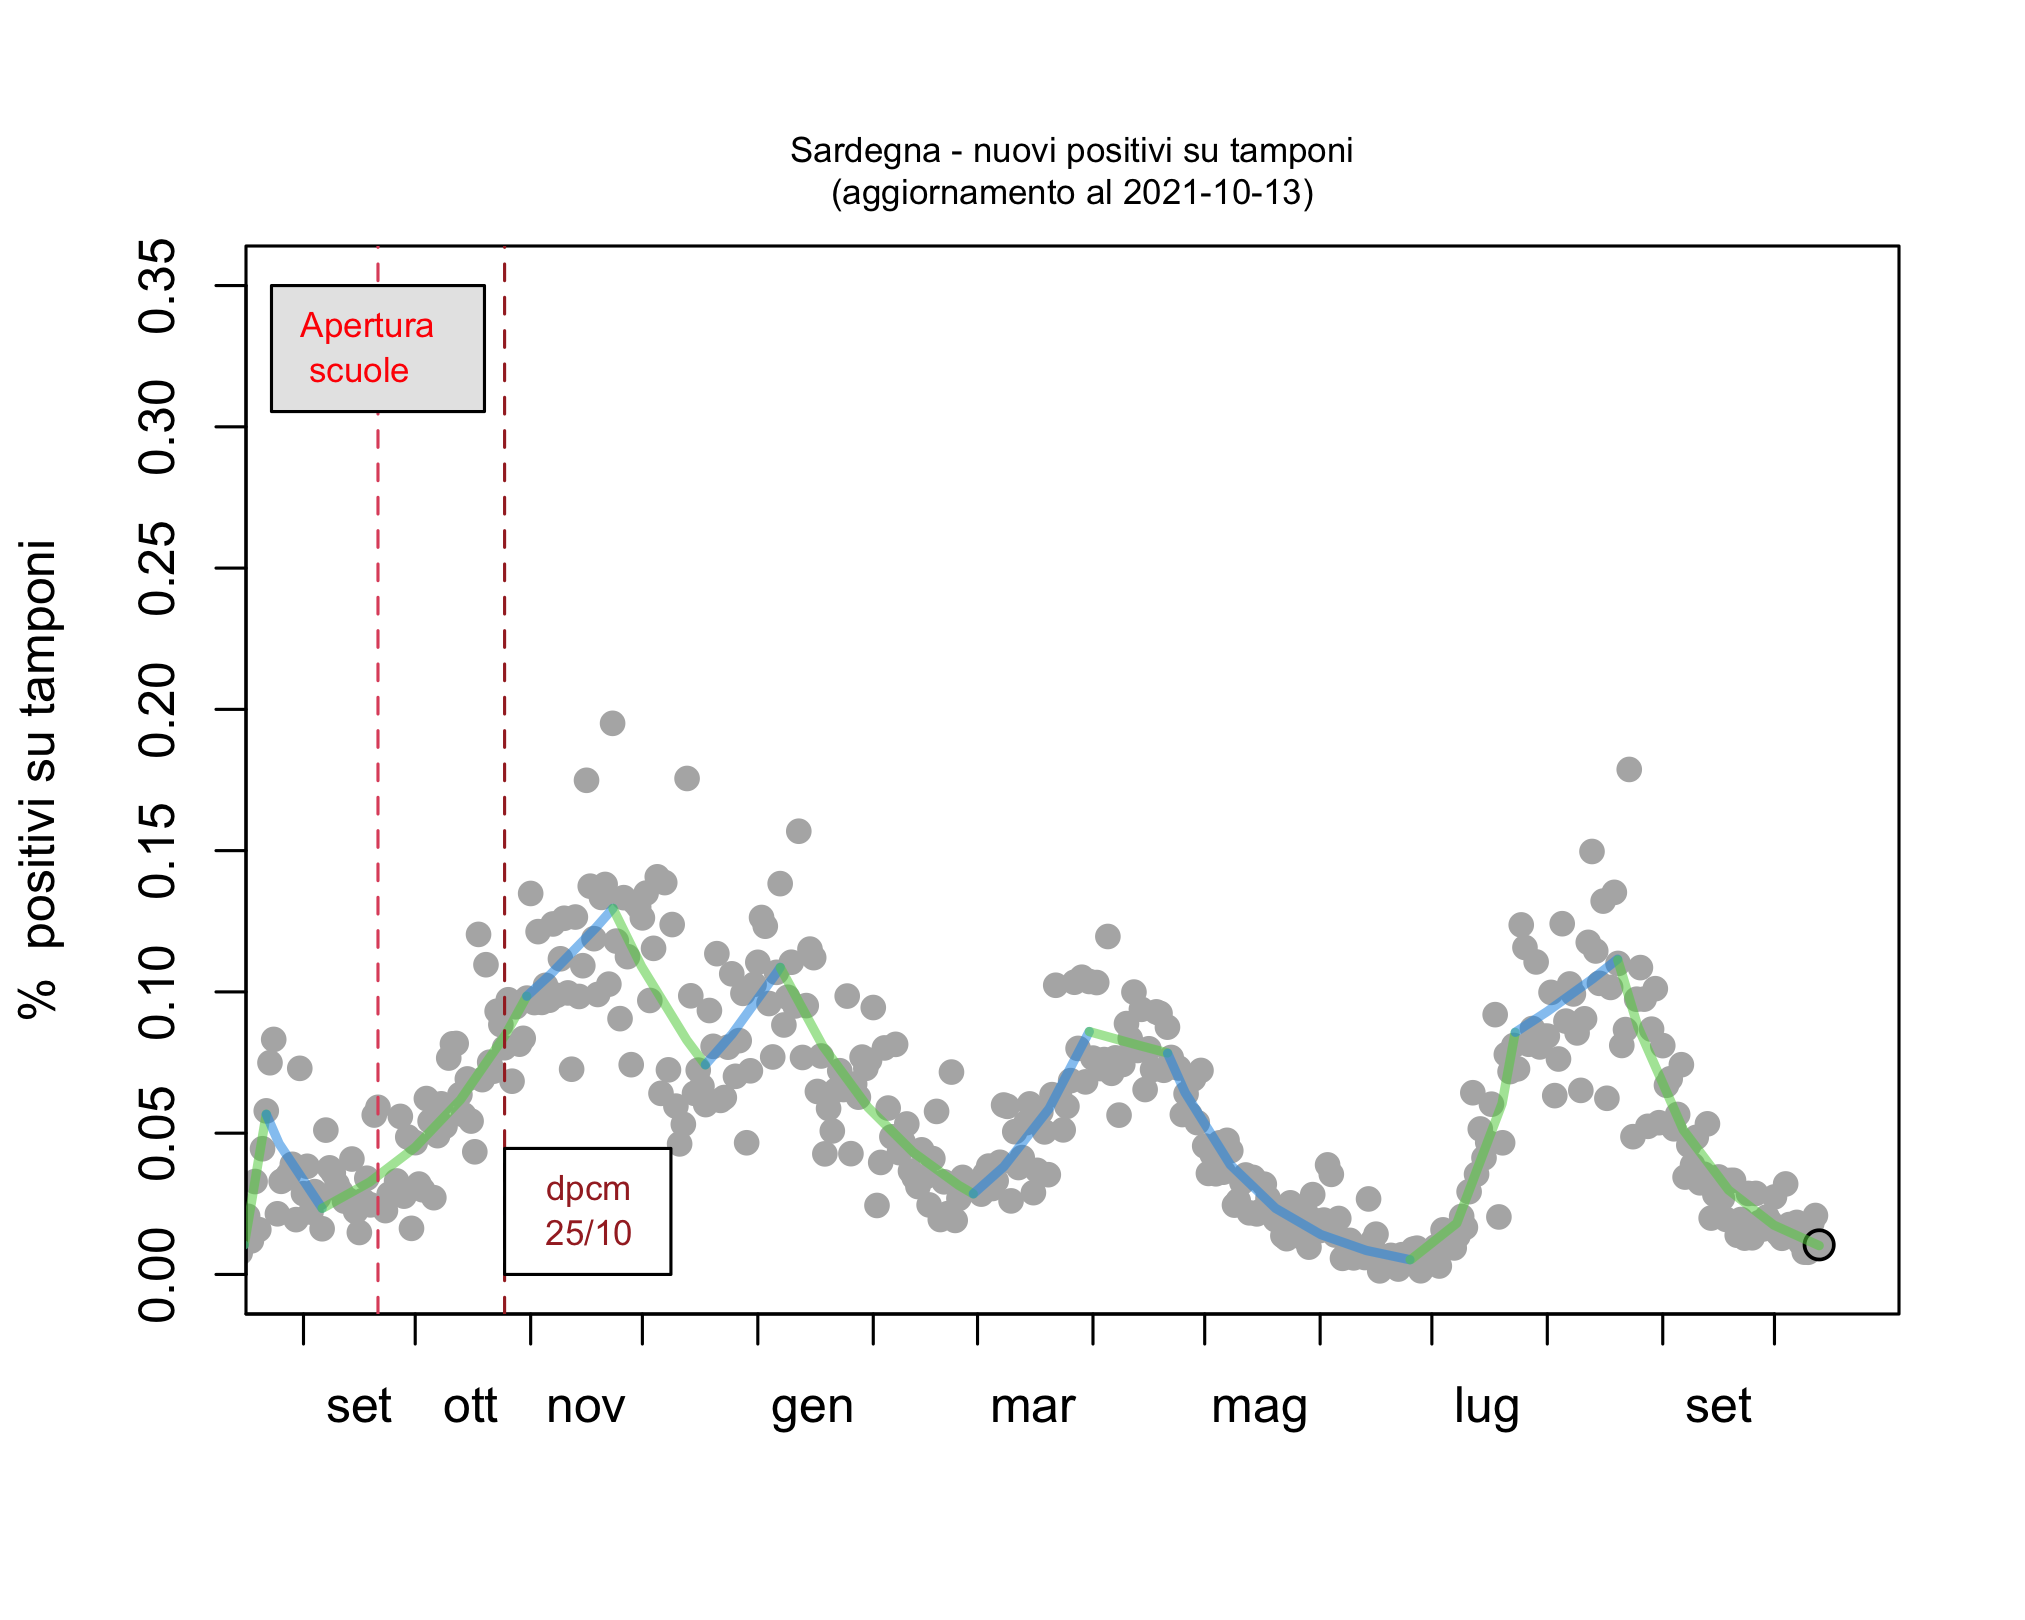 Sardegna - nuovi positivi su tamponi
(aggiornamento al 2021-10-13)
% positivi su tamponi
0.35
0.30
0.25
0.20
0.15
0.10
0.05
0.00
Apertura
scuole
dpcm
25/10
set ott nov gen mar mag lug set